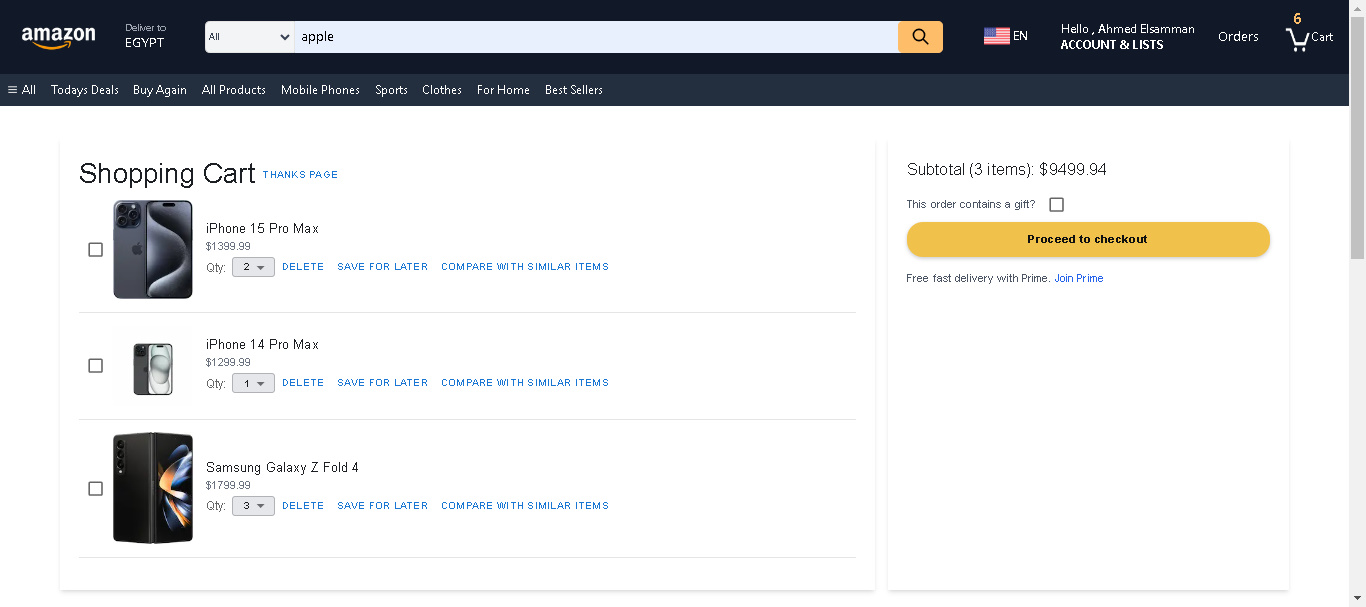 amazon
Deliver to
EGYPT
All
apple
EN
Hello , Ahmed Elsamman
ACCOUNT & LISTS
Orders
6
Cart
All
Todays Deals
Buy Again
All Products
Mobile Phones
Sports
Clothes
For Home
Best Sellers
Shopping Cart THANKS PAGE
iPhone 15 Pro Max
$1399.99
Qty: 2 DELETE SAVE FOR LATER COMPARE WITH SIMILAR ITEMS
iPhone 14 Pro Max
$1299.99
Qty: 1 DELETE SAVE FOR LATER COMPARE WITH SIMILAR ITEMS
Samsung Galaxy Z Fold 4
$1799.99
Qty: 3 DELETE SAVE FOR LATER COMPARE WITH SIMILAR ITEMS
Subtotal (3 items): $9499.94
This order contains a gift?
Proceed to checkout
Free fast delivery with Prime. Join Prime